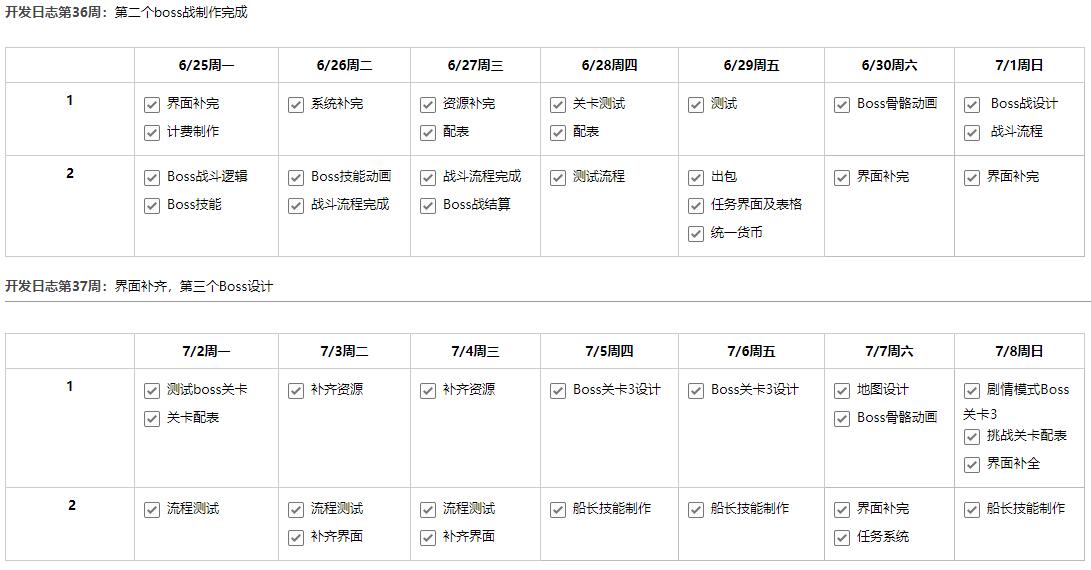 开发日志第36周：第二个boss战制作完成
6/25周一 6/26周二 6/27周三 6/28周四 6/29周五 6/30周六 7/1周日
1 界面补完 系统补完 资源补完 关卡测试 测试 Boss骨骼动画 Boss战设计
计费制作 配表 配表 战斗流程
2 Boss战斗逻辑 Boss技能动画 战斗流程完成 测试流程 出包 界面补完 界面补完
Boss技能 战斗流程完成 Boss战结算 任务界面及表格
统一货币
开发日志第37周：界面补齐，第三个Boss设计
7/2周一 7/3周二 7/4周三 7/5周四 7/6周五 7/7周六 7/8周日
1 测试boss关卡 补齐资源 补齐资源 Boss关卡3设计 Boss关卡3设计 地图设计 剧情模式Boss
关卡配表 Boss骨骼动画 关卡3
挑战关卡配表
界面补全
2 流程测试 流程测试 流程测试 船长技能制作 船长技能制作 界面补完 船长技能制作
补齐界面 补齐界面 任务系统